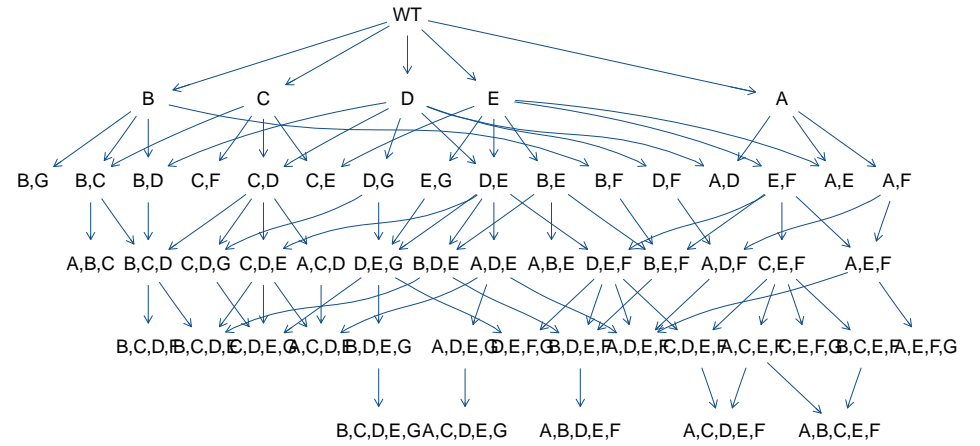 WT
B C D E A
B,G B,C B,D C,F C,D C,E D,G E,G D,E B,E B,F D,F A,D E,F A,E A,F
A,B,C B,C,D C,D,G C,D,E A,C,D D,E,G B,D,E A,D,E A,B,E D,E,F B,E,F A,D,F C,E,F A,E,F
B,C,D,F B,C,D,E C,D,E,G A,C,D,E B,D,E,G A,D,E,G D,E,F,G B,D,E,F A,D,E,F C,D,E,F A,C,E,F C,E,F,G B,C,E,F A,E,F,G
B,C,D,E,G A,C,D,E,G A,B,D,E,F A,C,D,E,F A,B,C,E,F